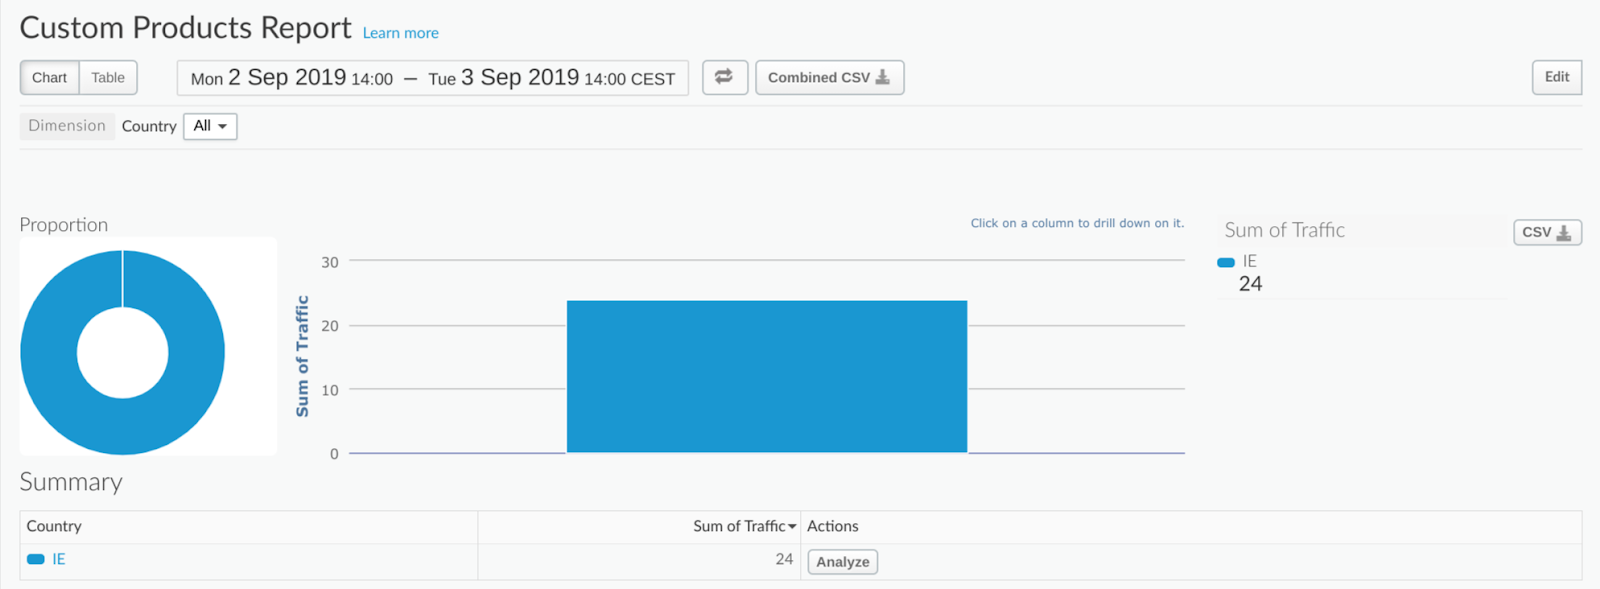 Custom Products Report Learn more
Chart Table Mon 2 Sep 2019 14:00 — Tue 3 Sep 2019 14:00 CEST Combined CSV Edit
Dimension Country All
Proportion
Click on a column to drill down on it.
Sum of Traffic CSV
IE
24
Sum of Traffic
30
20
10
0
Summary
Country Sum of Traffic Actions
IE 24 Analyze